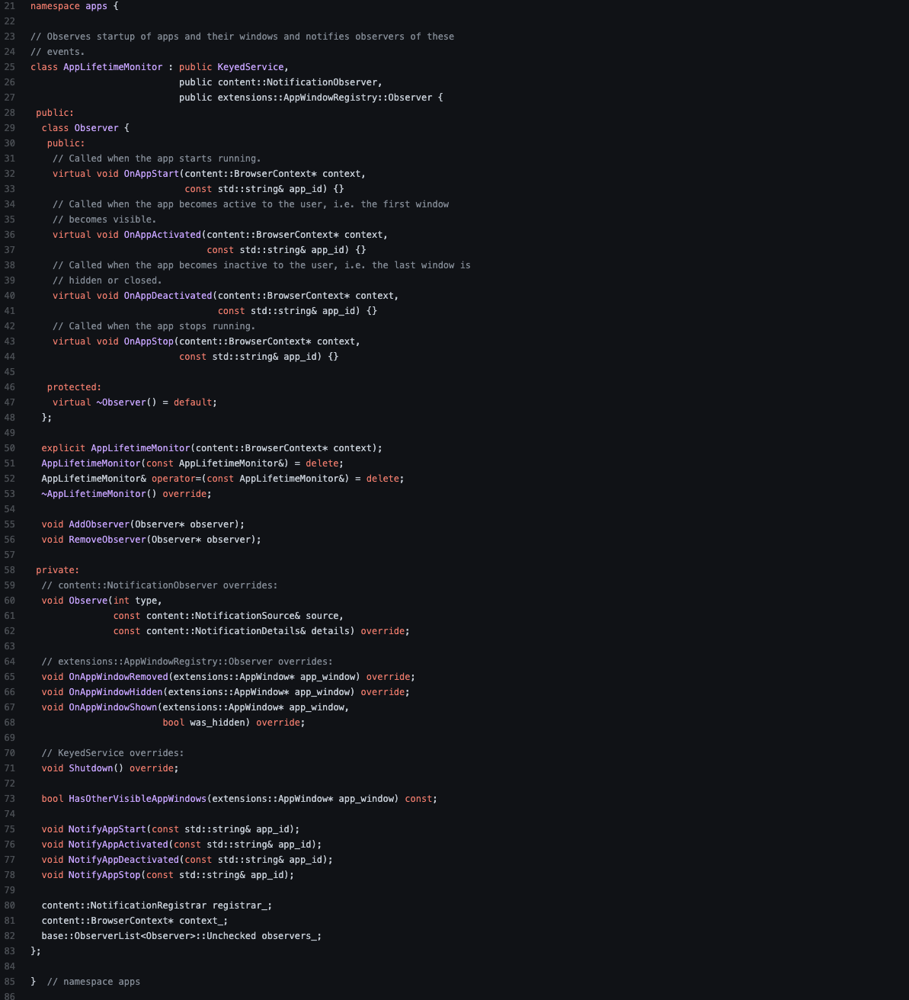 21 namespace apps {
22
23 // Observes startup of apps and their windows and notifies observers of these
24 // events.
25 class AppLifetimeMonitor : public KeyedService,
26                            public content::NotificationObserver,
27                            public extensions::AppWindowRegistry::Observer {
28  public:
29   class Observer {
30    public:
31     // Called when the app starts running.
32     virtual void OnAppStart(content::BrowserContext* context,
33                             const std::string& app_id) {}
34     // Called when the app becomes active to the user, i.e. the first window
35     // becomes visible.
36     virtual void OnAppActivated(content::BrowserContext* context,
37                                 const std::string& app_id) {}
38     // Called when the app becomes inactive to the user, i.e. the last window is
39     // hidden or closed.
40     virtual void OnAppDeactivated(content::BrowserContext* context,
41                                   const std::string& app_id) {}
42     // Called when the app stops running.
43     virtual void OnAppStop(content::BrowserContext* context,
44                            const std::string& app_id) {}
45
46    protected:
47     virtual ~Observer() = default;
48   };
49
50   explicit AppLifetimeMonitor(content::BrowserContext* context);
51   AppLifetimeMonitor(const AppLifetimeMonitor&) = delete;
52   AppLifetimeMonitor& operator=(const AppLifetimeMonitor&) = delete;
53   ~AppLifetimeMonitor() override;
54
55   void AddObserver(Observer* observer);
56   void RemoveObserver(Observer* observer);
57
58  private:
59   // content::NotificationObserver overrides:
60   void Observe(int type,
61                const content::NotificationSource& source,
62                const content::NotificationDetails& details) override;
63
64   // extensions::AppWindowRegistry::Observer overrides:
65   void OnAppWindowRemoved(extensions::AppWindow* app_window) override;
66   void OnAppWindowHidden(extensions::AppWindow* app_window) override;
67   void OnAppWindowShown(extensions::AppWindow* app_window,
68                         bool was_hidden) override;
69
70   // KeyedService overrides:
71   void Shutdown() override;
72
73   bool HasOtherVisibleAppWindows(extensions::AppWindow* app_window) const;
74
75   void NotifyAppStart(const std::string& app_id);
76   void NotifyAppActivated(const std::string& app_id);
77   void NotifyAppDeactivated(const std::string& app_id);
78   void NotifyAppStop(const std::string& app_id);
79
80   content::NotificationRegistrar registrar_;
81   content::BrowserContext* context_;
82   base::ObserverList<Observer>::Unchecked observers_;
83 };
84
85 }  // namespace apps
86